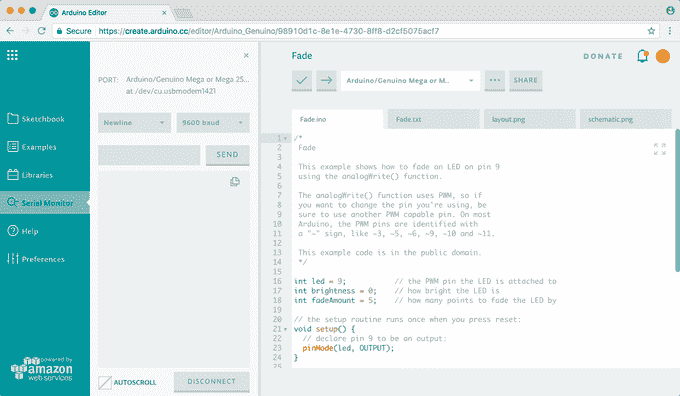 Arduino Editor
Secure https://create.arduino.cc/editor/Arduino_Genuino/98910d1c-8e1e-4730-8ff8-d2cf5075acf7
Sketchbook
Examples
Libraries
Serial Monitor
Help
Preferences
powered by
amazon
web services
PORT: Arduino/Genuino Mega or Mega 25...
at /dev/cu.usbmodem1421
Newline 9600 baud
SEND
AUTOSCROLL DISCONNECT
Fade DONATE
Arduino/Genuino Mega or M.. ••• SHARE
Fade.ino Fade.txt layout.png schematic.png
1 /*
2 Fade
3
4 This example shows how to fade an LED on pin 9
5 using the analogWrite() function.
6
7 The analogWrite() function uses PWM, so if
8 you want to change the pin you're using, be
9 sure to use another PWM capable pin. On most
10 Arduino, the PWM pins are identified with
11 a "~" sign, like ~3, ~5, ~6, ~9, ~10 and ~11.
12
13 This example code is in the public domain.
14 */
15
16 int led = 9; // the PWM pin the LED is attached to
17 int brightness = 0; // how bright the LED is
18 int fadeAmount = 5; // how many points to fade the LED by
19
20 // the setup routine runs once when you press reset:
21 void setup() {
22 // declare pin 9 to be an output:
23 pinMode(led, OUTPUT);
24 }
25